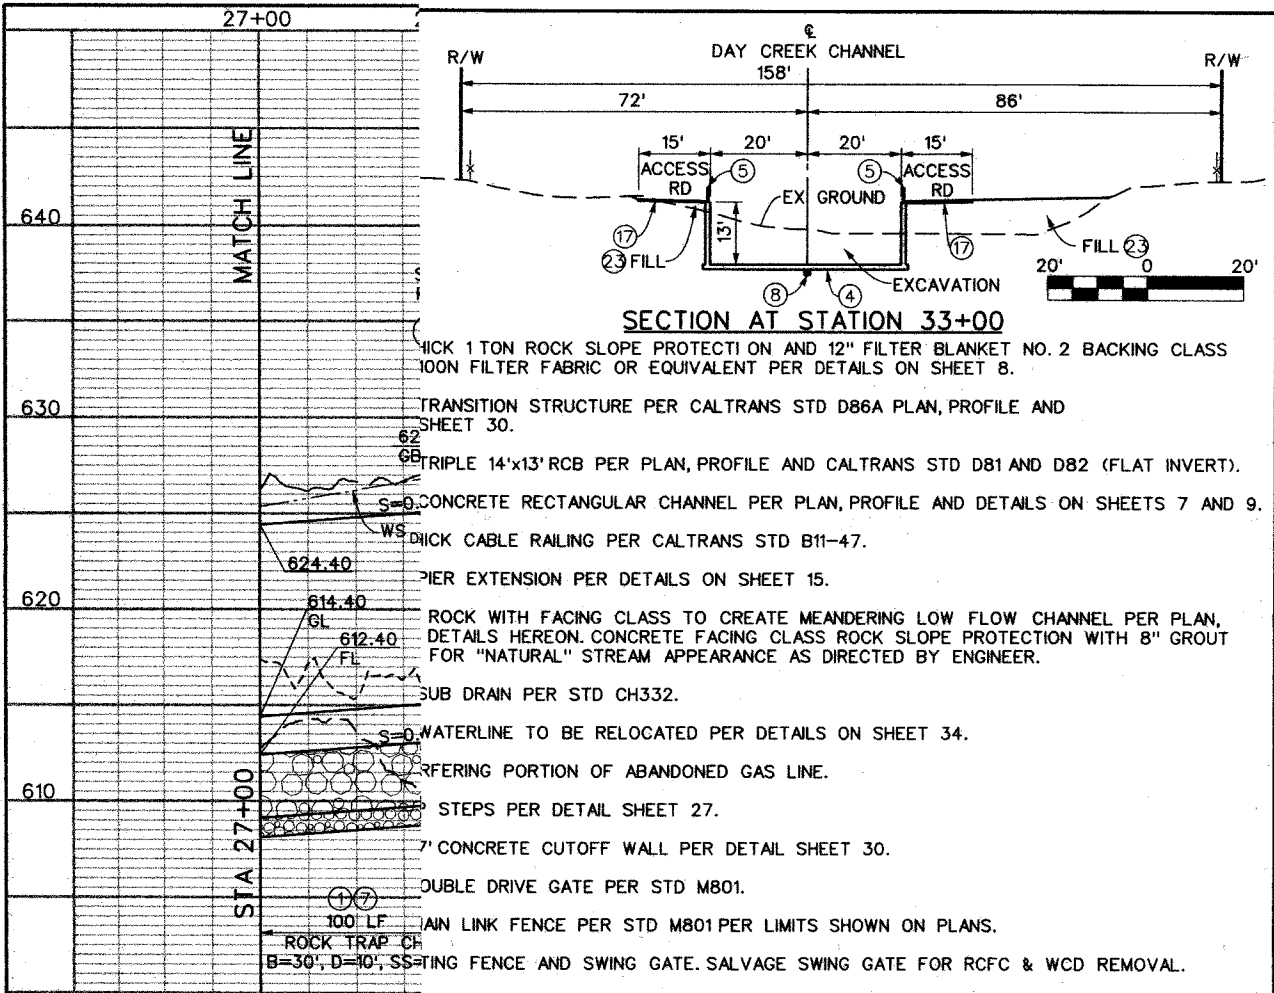 27+00
℄
DAY CREEK CHANNEL
R/W
R/W
158'
72'
86'
15'
20'
20'
15'
ACCESS RD
5
5
ACCESS RD
EX GROUND
13'
17
23 FILL
17
FILL 23
EXCAVATION
8
4
20'
0
20'
SECTION AT STATION 33+00
HICK 1 TON ROCK SLOPE PROTECTI ON AND 12" FILTER BLANKET NO. 2 BACKING CLASS
OON FILTER FABRIC OR EQUIVALENT PER DETAILS ON SHEET 8.
TRANSITION STRUCTURE PER CALTRANS STD D86A PLAN, PROFILE AND
SHEET 30.
TRIPLE 14'x13' RCB PER PLAN, PROFILE AND CALTRANS STD D81 AND D82 (FLAT INVERT).
CONCRETE RECTANGULAR CHANNEL PER PLAN, PROFILE AND DETAILS ON SHEETS 7 AND 9.
CABLE RAILING PER CALTRANS STD B11-47.
PIER EXTENSION PER DETAILS ON SHEET 15.
ROCK WITH FACING CLASS TO CREATE MEANDERING LOW FLOW CHANNEL PER PLAN,
DETAILS HEREON. CONCRETE FACING CLASS ROCK SLOPE PROTECTION WITH 8" GROUT
FOR "NATURAL" STREAM APPEARANCE AS DIRECTED BY ENGINEER.
SUB DRAIN PER STD CH332.
WATERLINE TO BE RELOCATED PER DETAILS ON SHEET 34.
RFERING PORTION OF ABANDONED GAS LINE.
STEPS PER DETAIL SHEET 27.
7' CONCRETE CUTOFF WALL PER DETAIL SHEET 30.
OUBLE DRIVE GATE PER STD M801.
AIN LINK FENCE PER STD M801 PER LIMITS SHOWN ON PLANS.
TING FENCE AND SWING GATE. SALVAGE SWING GATE FOR RCFC & WCD REMOVAL.
MATCH LINE
STA 27+00
640
630
620
610
62
GB
S=0.
WS
624.40
614.40
GL
612.40
FL
S=0.
1 7
100 LF
ROCK TRAP CH
B=30', D=10', SS=